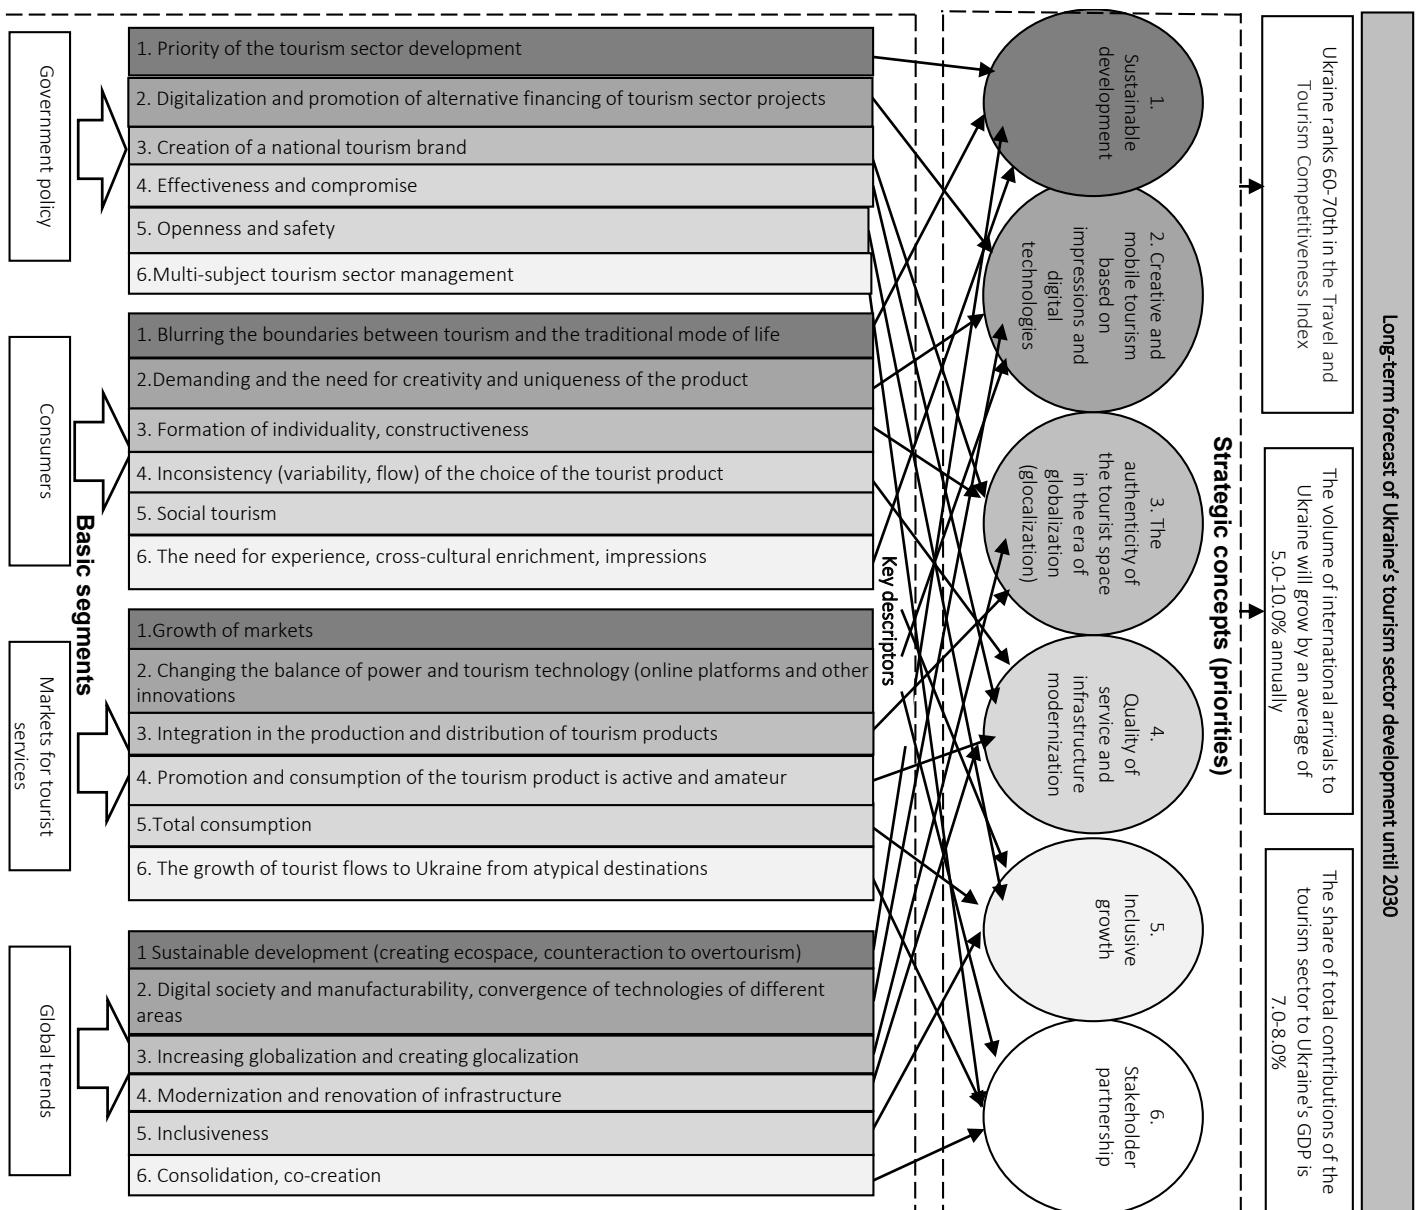 Government policy
1. Priority of the tourism sector development
2. Digitalization and promotion of alternative financing of tourism sector projects
3. Creation of a national tourism brand
4. Effectiveness and compromise
5. Openness and safety
6.Multi-subject tourism sector management
Consumers
1. Blurring the boundaries between tourism and the traditional mode of life
2.Demanding and the need for creativity and uniqueness of the product
3. Formation of individuality, constructiveness
4. Inconsistency (variability, flow) of the choice of the tourist product
5. Social tourism
6. The need for experience, cross-cultural enrichment, impressions
Basic segments
Markets for tourist
services
1.Growth of markets
2. Changing the balance of power and tourism technology (online platforms and other
innovations
3. Integration in the production and distribution of tourism products
4. Promotion and consumption of the tourism product is active and amateur
5.Total consumption
6. The growth of tourist flows to Ukraine from atypical destinations
Global trends
1 Sustainable development (creating ecospace, counteraction to overtourism)
2. Digital society and manufacturability, convergence of technologies of different
areas
3. Increasing globalization and creating glocalization
4. Modernization and renovation of infrastructure
5. Inclusiveness
6. Consolidation, co-creation
Key descriptors
1.
Sustainable
development
2. Creative and
mobile tourism
based on
impressions and
digital
technologies
3. The
authenticity of
the tourist space
in the era of
globalization
(glocalization)
4.
Quality of
service and
infrastructure
modernization
5.
Inclusive
growth
6.
Stakeholder
partnership
Strategic concepts (priorities)
Ukraine ranks 60-70th in the Travel and
Tourism Competitiveness Index
The volume of international arrivals to
Ukraine will grow by an average of
5.0-10.0% annually
The share of total contributions of the
tourism sector to Ukraine's GDP is
7.0-8.0%
Long-term forecast of Ukraine's tourism sector development until 2030